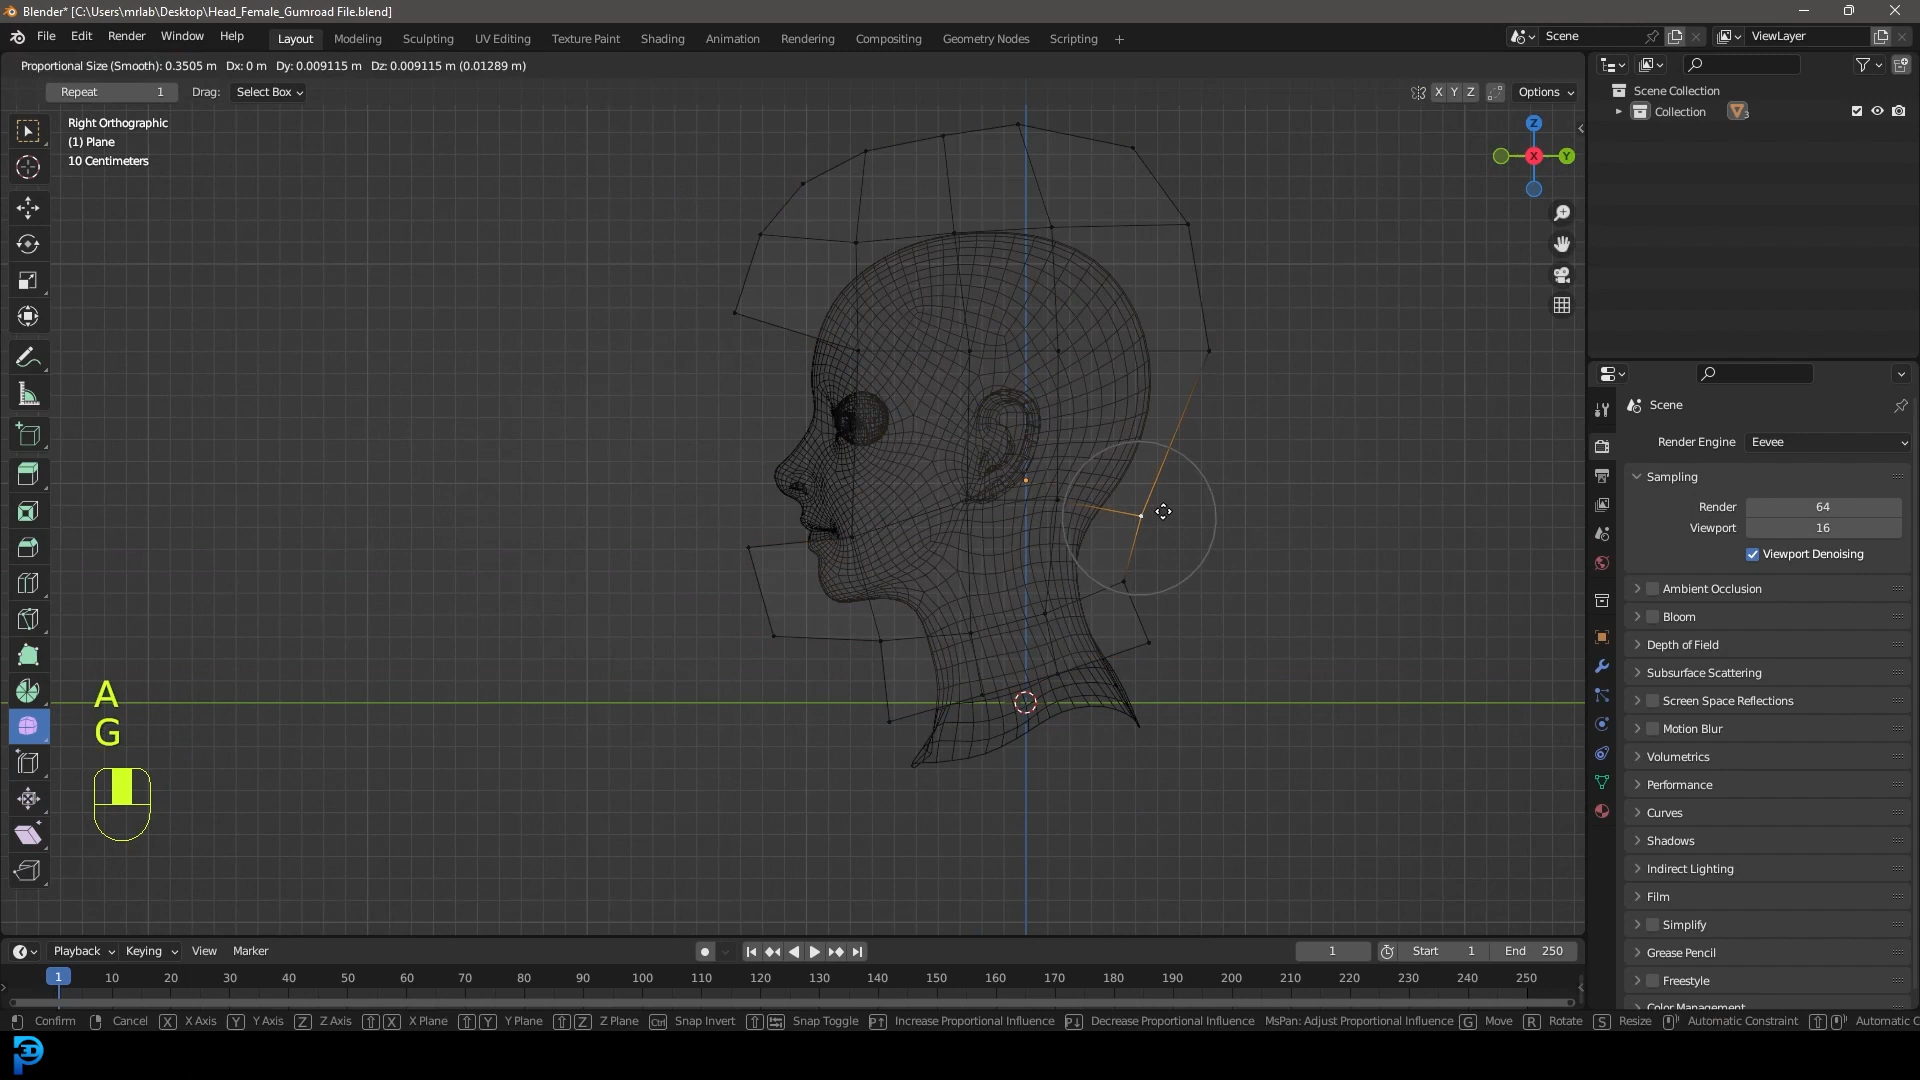 Blender* [C:\Users\mrlab\Desktop\Head_Female_Gumroad File.blend]
File Edit Render Window Help Layout Modeling Sculpting UV Editing Texture Paint Shading Animation Rendering Compositing Geometry Nodes Scripting + Scene ViewLayer
Proportional Size (Smooth): 0.3505 m Dx: 0 m Dy: 0.009115 m Dz: 0.009115 m (0.01289 m)
Repeat 1 Drag: Select Box X Y Z Options
Right Orthographic
(1) Plane
10 Centimeters
Z
X Y
Scene Collection
Collection 3
Scene
Render Engine Eevee
Sampling
Render 64
Viewport 16
Viewport Denoising
Ambient Occlusion
Bloom
Depth of Field
Subsurface Scattering
Screen Space Reflections
Motion Blur
Volumetrics
Performance
Curves
Shadows
Indirect Lighting
Film
Simplify
Grease Pencil
Freestyle
Color Management
A
G
Playback Keying View Marker 1 Start 1 End 250
1 10 20 30 40 50 60 70 80 90 100 110 120 130 140 150 160 170 180 190 200 210 220 230 240 250
Confirm Cancel X X Axis Y Y Axis Z Z Axis X X Plane Y Y Plane Z Z Plane Ctrl Snap Invert Snap Toggle P↑ Increase Proportional Influence P↓ Decrease Proportional Influence MsPan: Adjust Proportional Influence G Move R Rotate S Resize Automatic Constraint Automatic C
3D